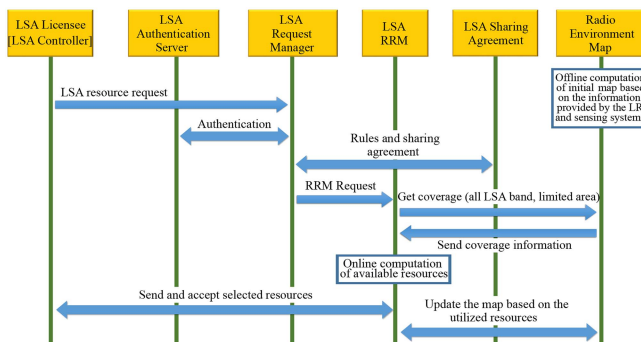 LSA Licensee
[LSA Controller]
LSA
Authentication
Server
LSA
Request
Manager
LSA
RRM
LSA Sharing
Agreement
Radio
Environment
Map
Offline computation
of initial map based
on the information
provided by the LR
and sensing system
LSA resource request
Authentication
Rules and sharing
agreement
RRM Request
Get coverage (all LSA band, limited area)
Send coverage information
Online computation
of available resources
Send and accept selected resources
Update the map based on the
utilized resources